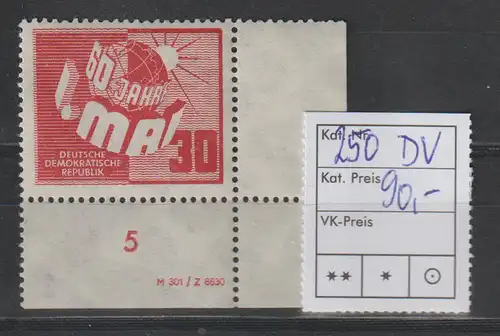 60 JAHRE
1. MAI
DEUTSCHE
DEMOKRATISCHE
REPUBLIK
30
5
M 301 / Z 8630
Kat. Nr. 250 DV
Kat. Preis 90,-
VK-Preis
** * ⊙